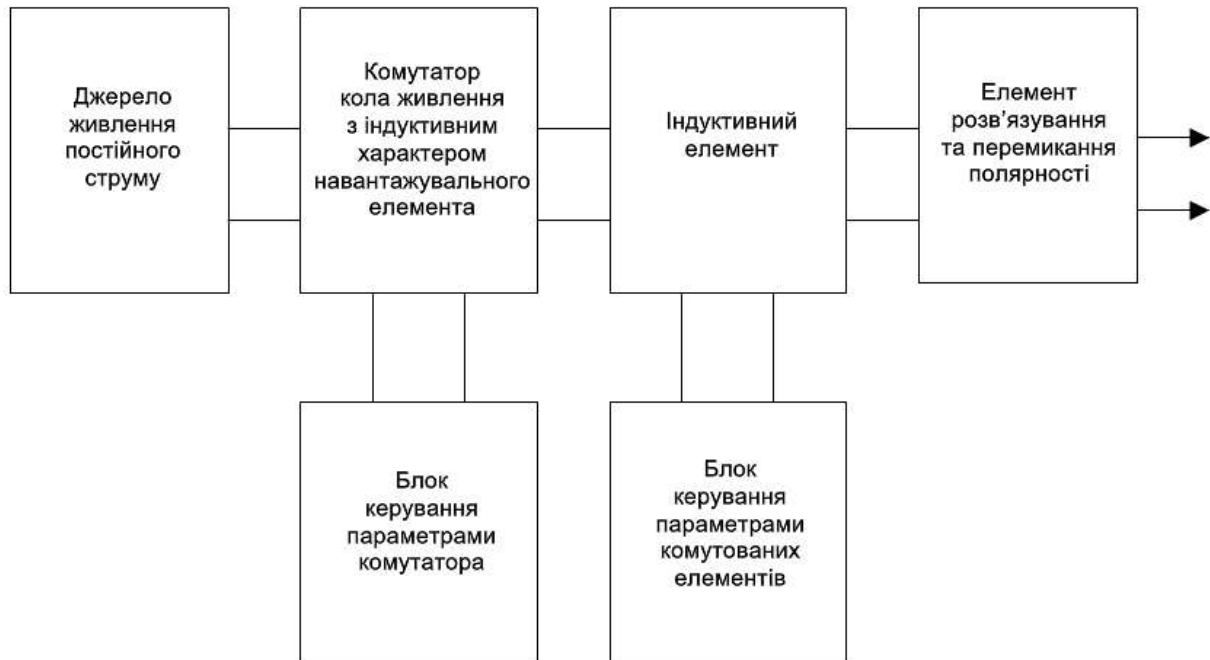 Джерело
живлення
постійного
струму
Комутатор
кола живлення
з індуктивним
характером
навантажувального
елемента
Індуктивний
елемент
Елемент
розв’язування
та перемикання
полярності
Блок
керування
параметрами
комутатора
Блок
керування
параметрами
комутованих
елементів